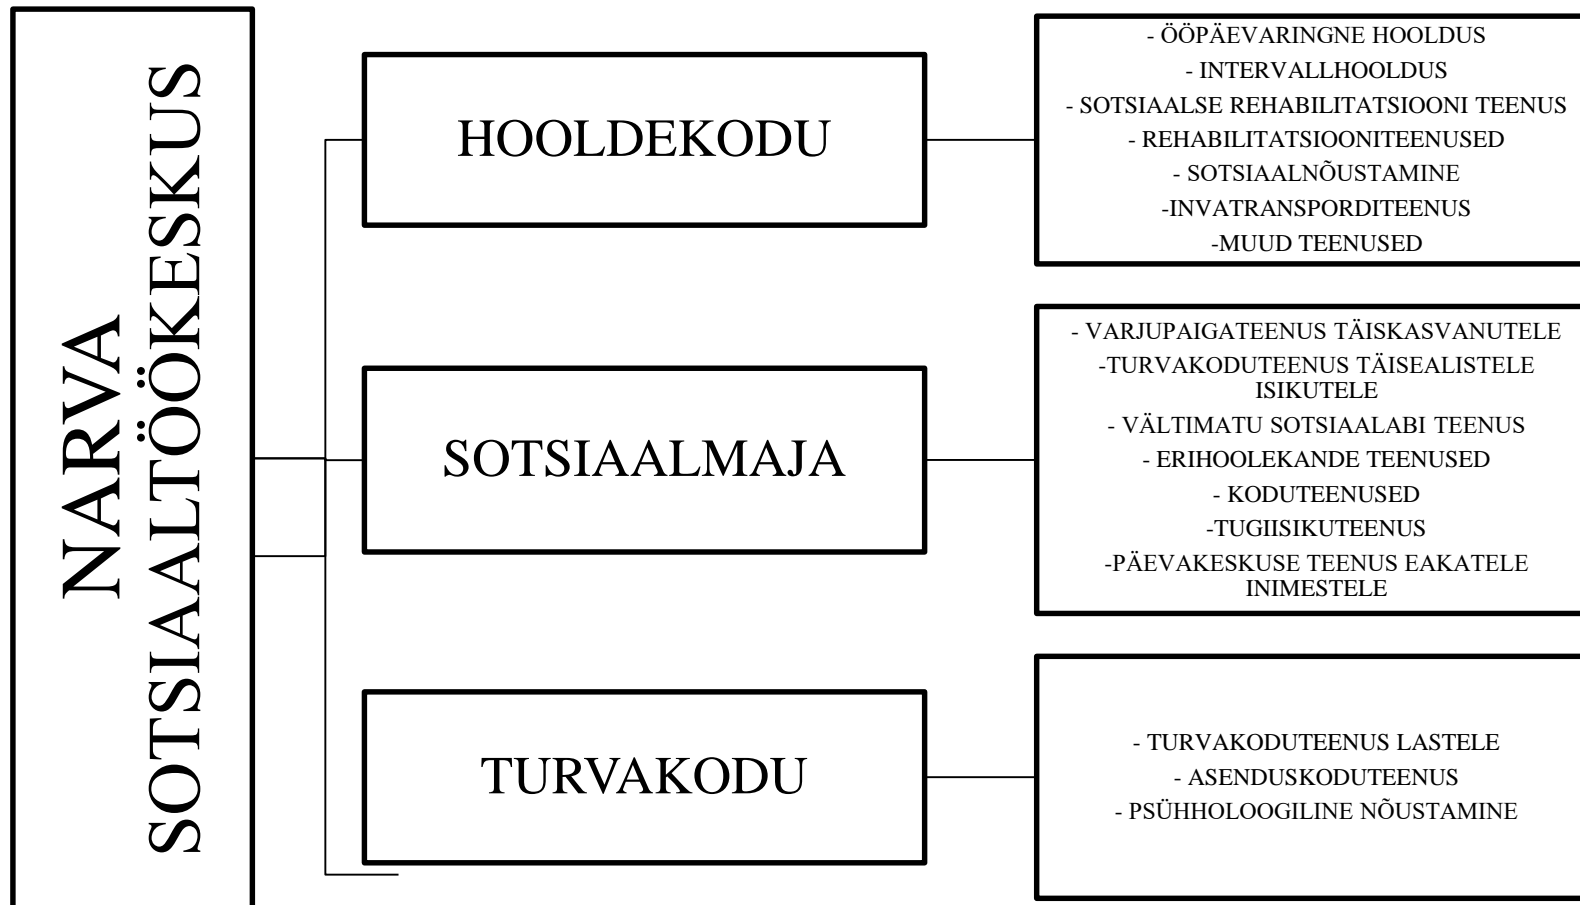 NARVA
SOTSIAALTÖÖKESKUS
HOOLDEKODU
- ÖÖPÄEVARINGNE HOOLDUS
- INTERVALLHOOLDUS
- SOTSIAALSE REHABILITATSIOONI TEENUS
- REHABILITATSIOONITEENUSED
- SOTSIAALNÕUSTAMINE
-INVATRANSPORDITEENUS
-MUUD TEENUSED
SOTSIAALMAJA
- VARJUPAIGATEENUS TÄISKASVANUTELE
-TURVAKODUTEENUS TÄISEALISTELE
ISIKUTELE
- VÄLTIMATU SOTSIAALABI TEENUS
- ERIHOOLEKANDE TEENUSED
- KODUTEENUSED
-TUGIISIKUTEENUS
-PÄEVAKESKUSE TEENUS EAKATELE
INIMESTELE
TURVAKODU
- TURVAKODUTEENUS LASTELE
- ASENDUSKODUTEENUS
- PSÜHHOLOOGILINE NÕUSTAMINE